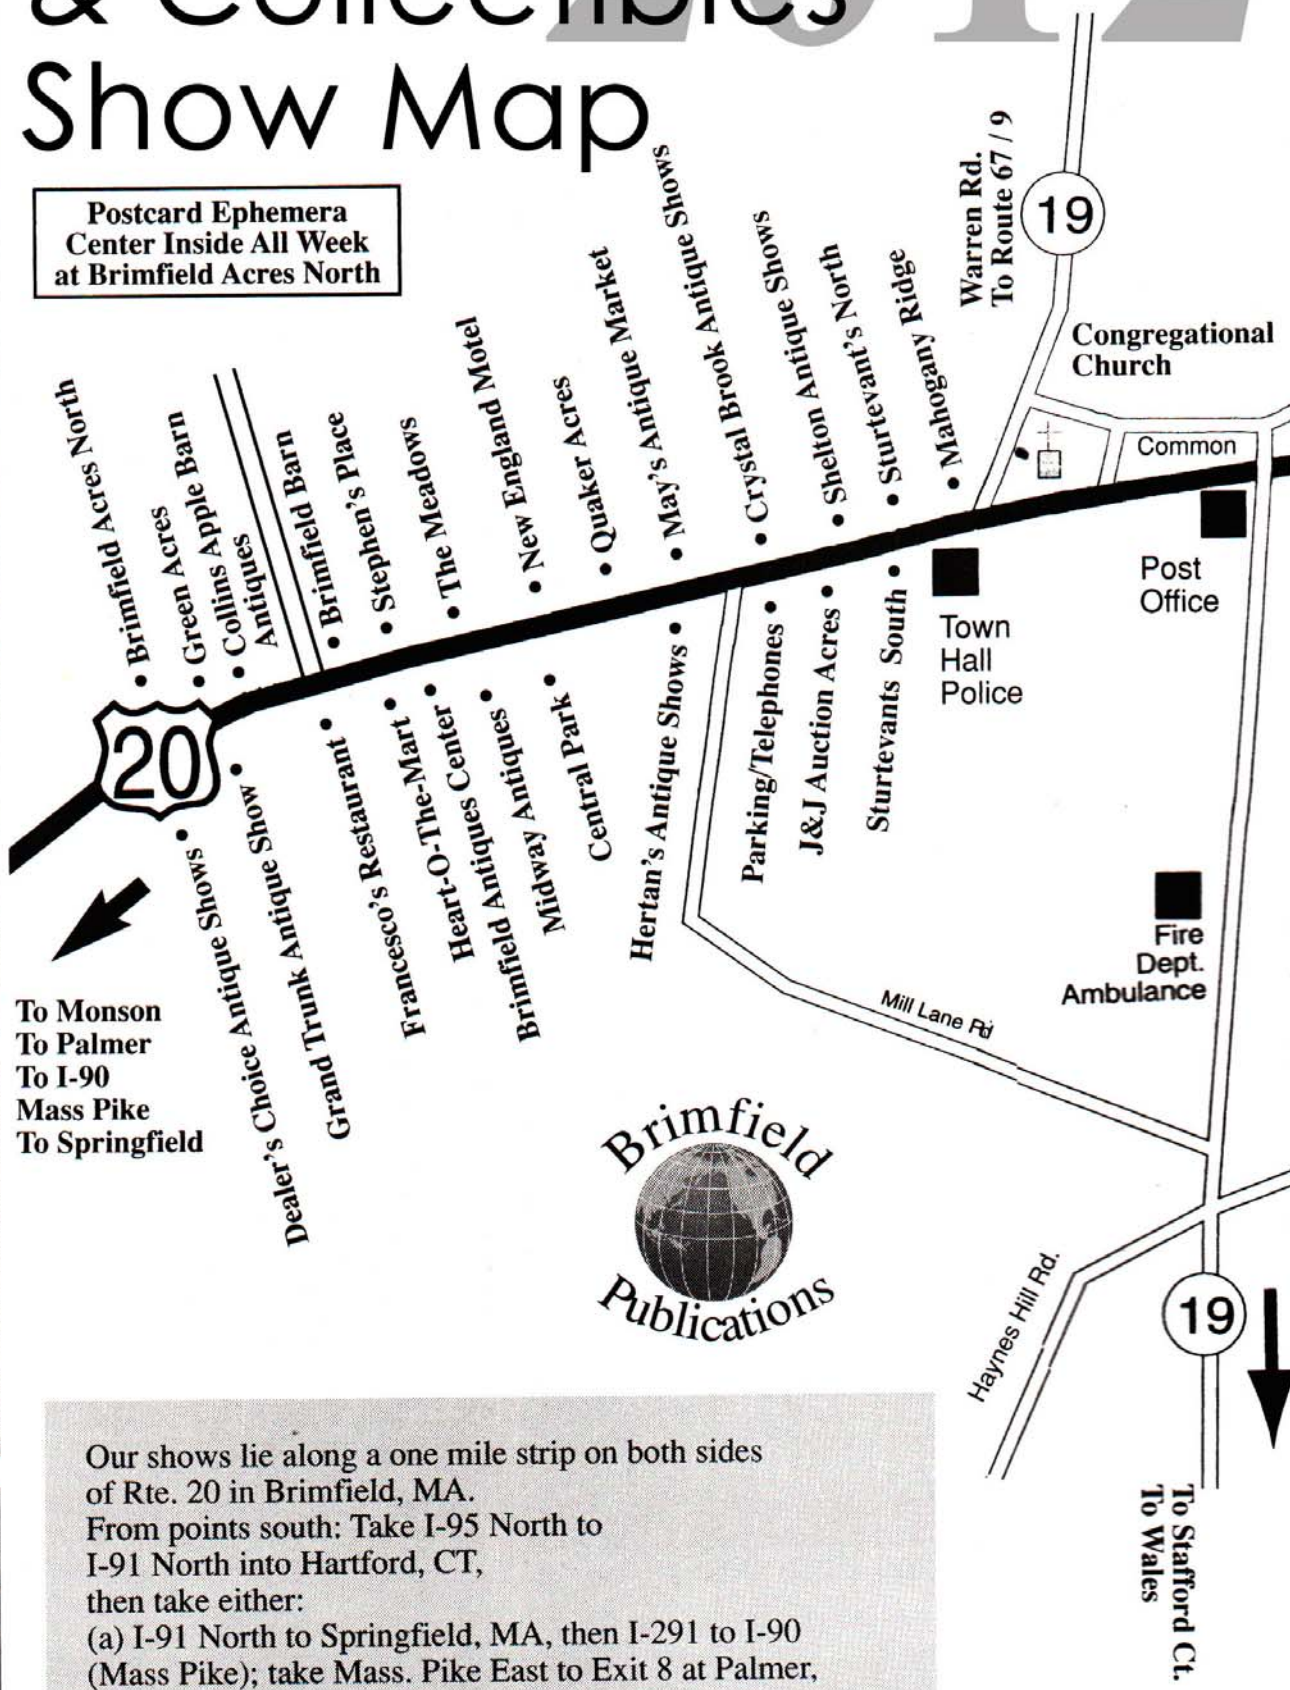 & Collectibles 2012
Show Map
Postcard Ephemera
Center Inside All Week
at Brimfield Acres North
Warren Rd.
To Route 67 / 9
19
Congregational
Church
Common
Brimfield Acres North
Green Acres
Green Apple Barn
Collins Apple Barn
Antiques
Brimfield Barn
Stephen's Place
The Meadows
New England Motel
Quaker Acres
May's Antique Market
Crystal Brook Antique Shows
Shelton Antique Shows
Sturtevant's North
Mahogany Ridge
Post
Office
Town
Hall
Police
20
Dealer's Choice Antique Shows
Grand Trunk Antique Show
Francesco's Restaurant
Heart-O-The-Mart
Brimfield Antiques Center
Midway Antiques
Central Park
Hertan's Antique Shows
Parking/Telephones
J&J Auction Acres
Sturtevants South
Fire
Dept.
Ambulance
To Monson
To Palmer
To I-90
Mass Pike
To Springfield
Mill Lane Rd
Brimfield
Publications
Haynes Hill Rd.
19
To Stafford Ct.
To Wales
Our shows lie along a one mile strip on both sides
of Rte. 20 in Brimfield, MA.
From points south: Take I-95 North to
I-91 North into Hartford, CT,
then take either:
(a) I-91 North to Springfield, MA, then I-291 to I-90
(Mass Pike); take Mass. Pike East to Exit 8 at Palmer,